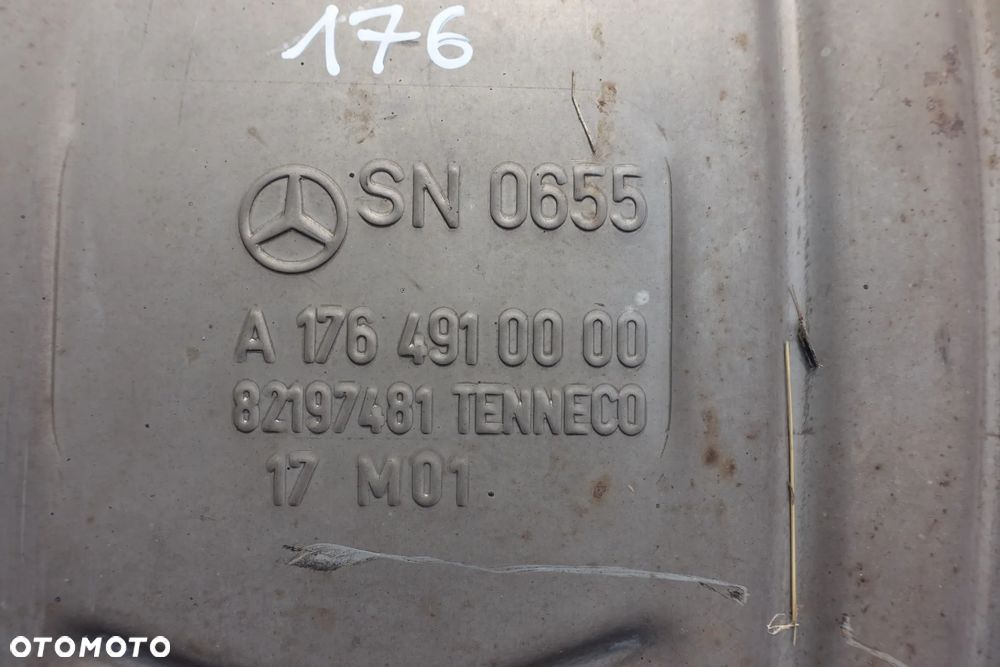 176
SN 0655
A 176 491 00 00
82197481 TENNECO
17 M01
OTOMOTO